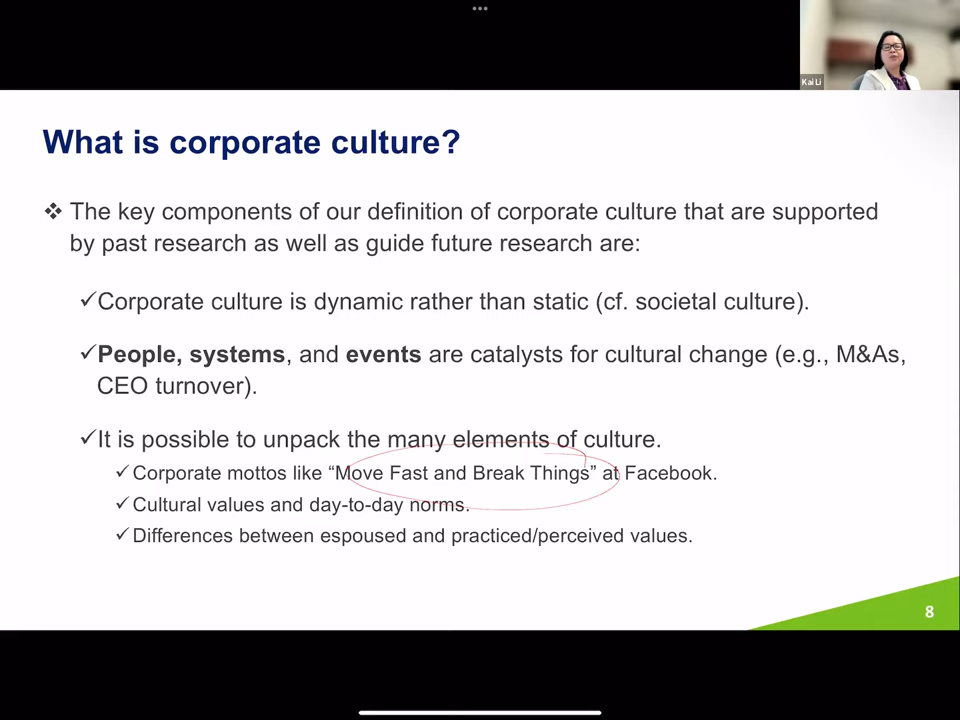 Kai Li
What is corporate culture?
❖ The key components of our definition of corporate culture that are supported
by past research as well as guide future research are:
✓Corporate culture is dynamic rather than static (cf. societal culture).
✓People, systems, and events are catalysts for cultural change (e.g., M&As,
CEO turnover).
✓It is possible to unpack the many elements of culture.
✓Corporate mottos like “Move Fast and Break Things” at Facebook.
✓Cultural values and day-to-day norms.
✓Differences between espoused and practiced/perceived values.
8